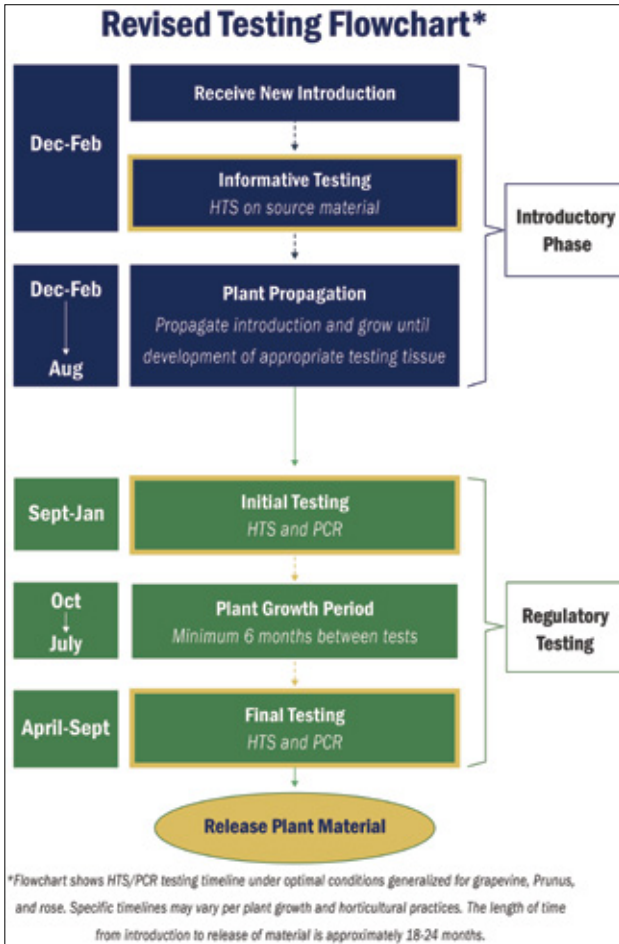 Revised Testing Flowchart*
Dec-Feb
Receive New Introduction
Informative Testing
HTS on source material
Introductory
Phase
Dec-Feb
Aug
Plant Propagation
Propagate introduction and grow until
development of appropriate testing tissue
Sept-Jan
Initial Testing
HTS and PCR
Oct
July
Plant Growth Period
Minimum 6 months between tests
Regulatory
Testing
April-Sept
Final Testing
HTS and PCR
Release Plant Material
*Flowchart shows HTS/PCR testing timeline under optimal conditions generalized for grapevine, Prunus,
and rose. Specific timelines may vary per plant growth and horticultural practices. The length of time
from introduction to release of material is approximately 18-24 months.